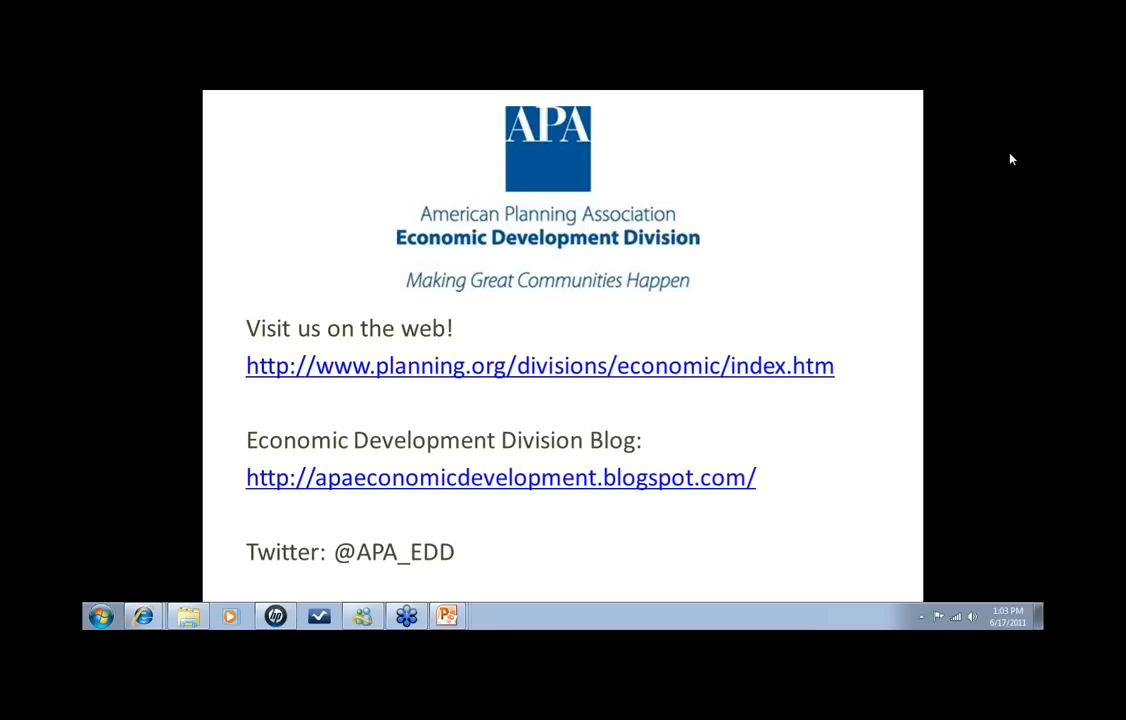 APA
American Planning Association
Economic Development Division
Making Great Communities Happen
Visit us on the web!
http://www.planning.org/divisions/economic/index.htm
Economic Development Division Blog:
http://apaeconomicdevelopment.blogspot.com/
Twitter: @APA_EDD
hp
1:03 PM
6/17/2011